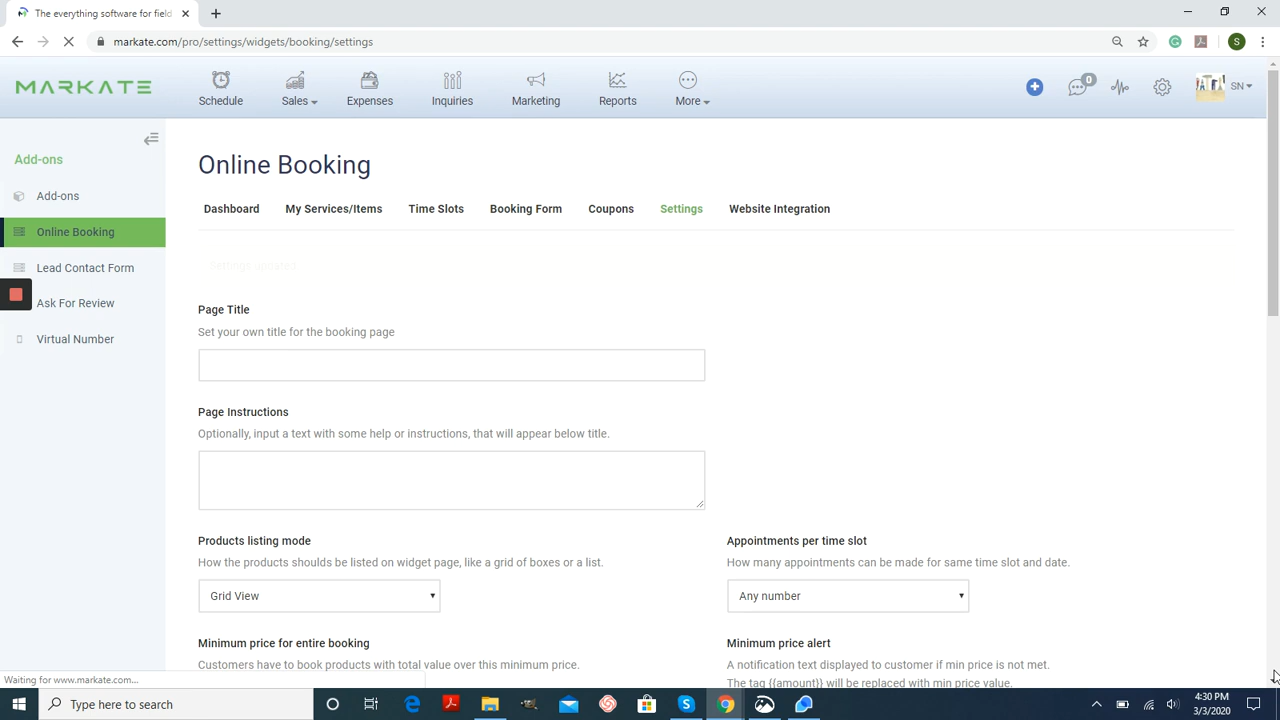 The everything software for field
markate.com/pro/settings/widgets/booking/settings
S
MARKATE
Schedule
Sales
Expenses
Inquiries
Marketing
Reports
More
0
SN
Add-ons
Add-ons
Online Booking
Lead Contact Form
Ask For Review
Virtual Number
Online Booking
Dashboard My Services/Items Time Slots Booking Form Coupons Settings Website Integration
Settings updated
Page Title
Set your own title for the booking page
Page Instructions
Optionally, input a text with some help or instructions, that will appear below title.
Products listing mode
How the products should be listed on widget page, like a grid of boxes or a list.
Grid View
Appointments per time slot
How many appointments can be made for same time slot and date.
Any number
Minimum price for entire booking
Customers have to book products with total value over this minimum price.
Minimum price alert
A notification text displayed to customer if min price is not met.
The tag {{amount}} will be replaced with min price value.
Waiting for www.markate.com...
Type here to search
4:30 PM
3/3/2020